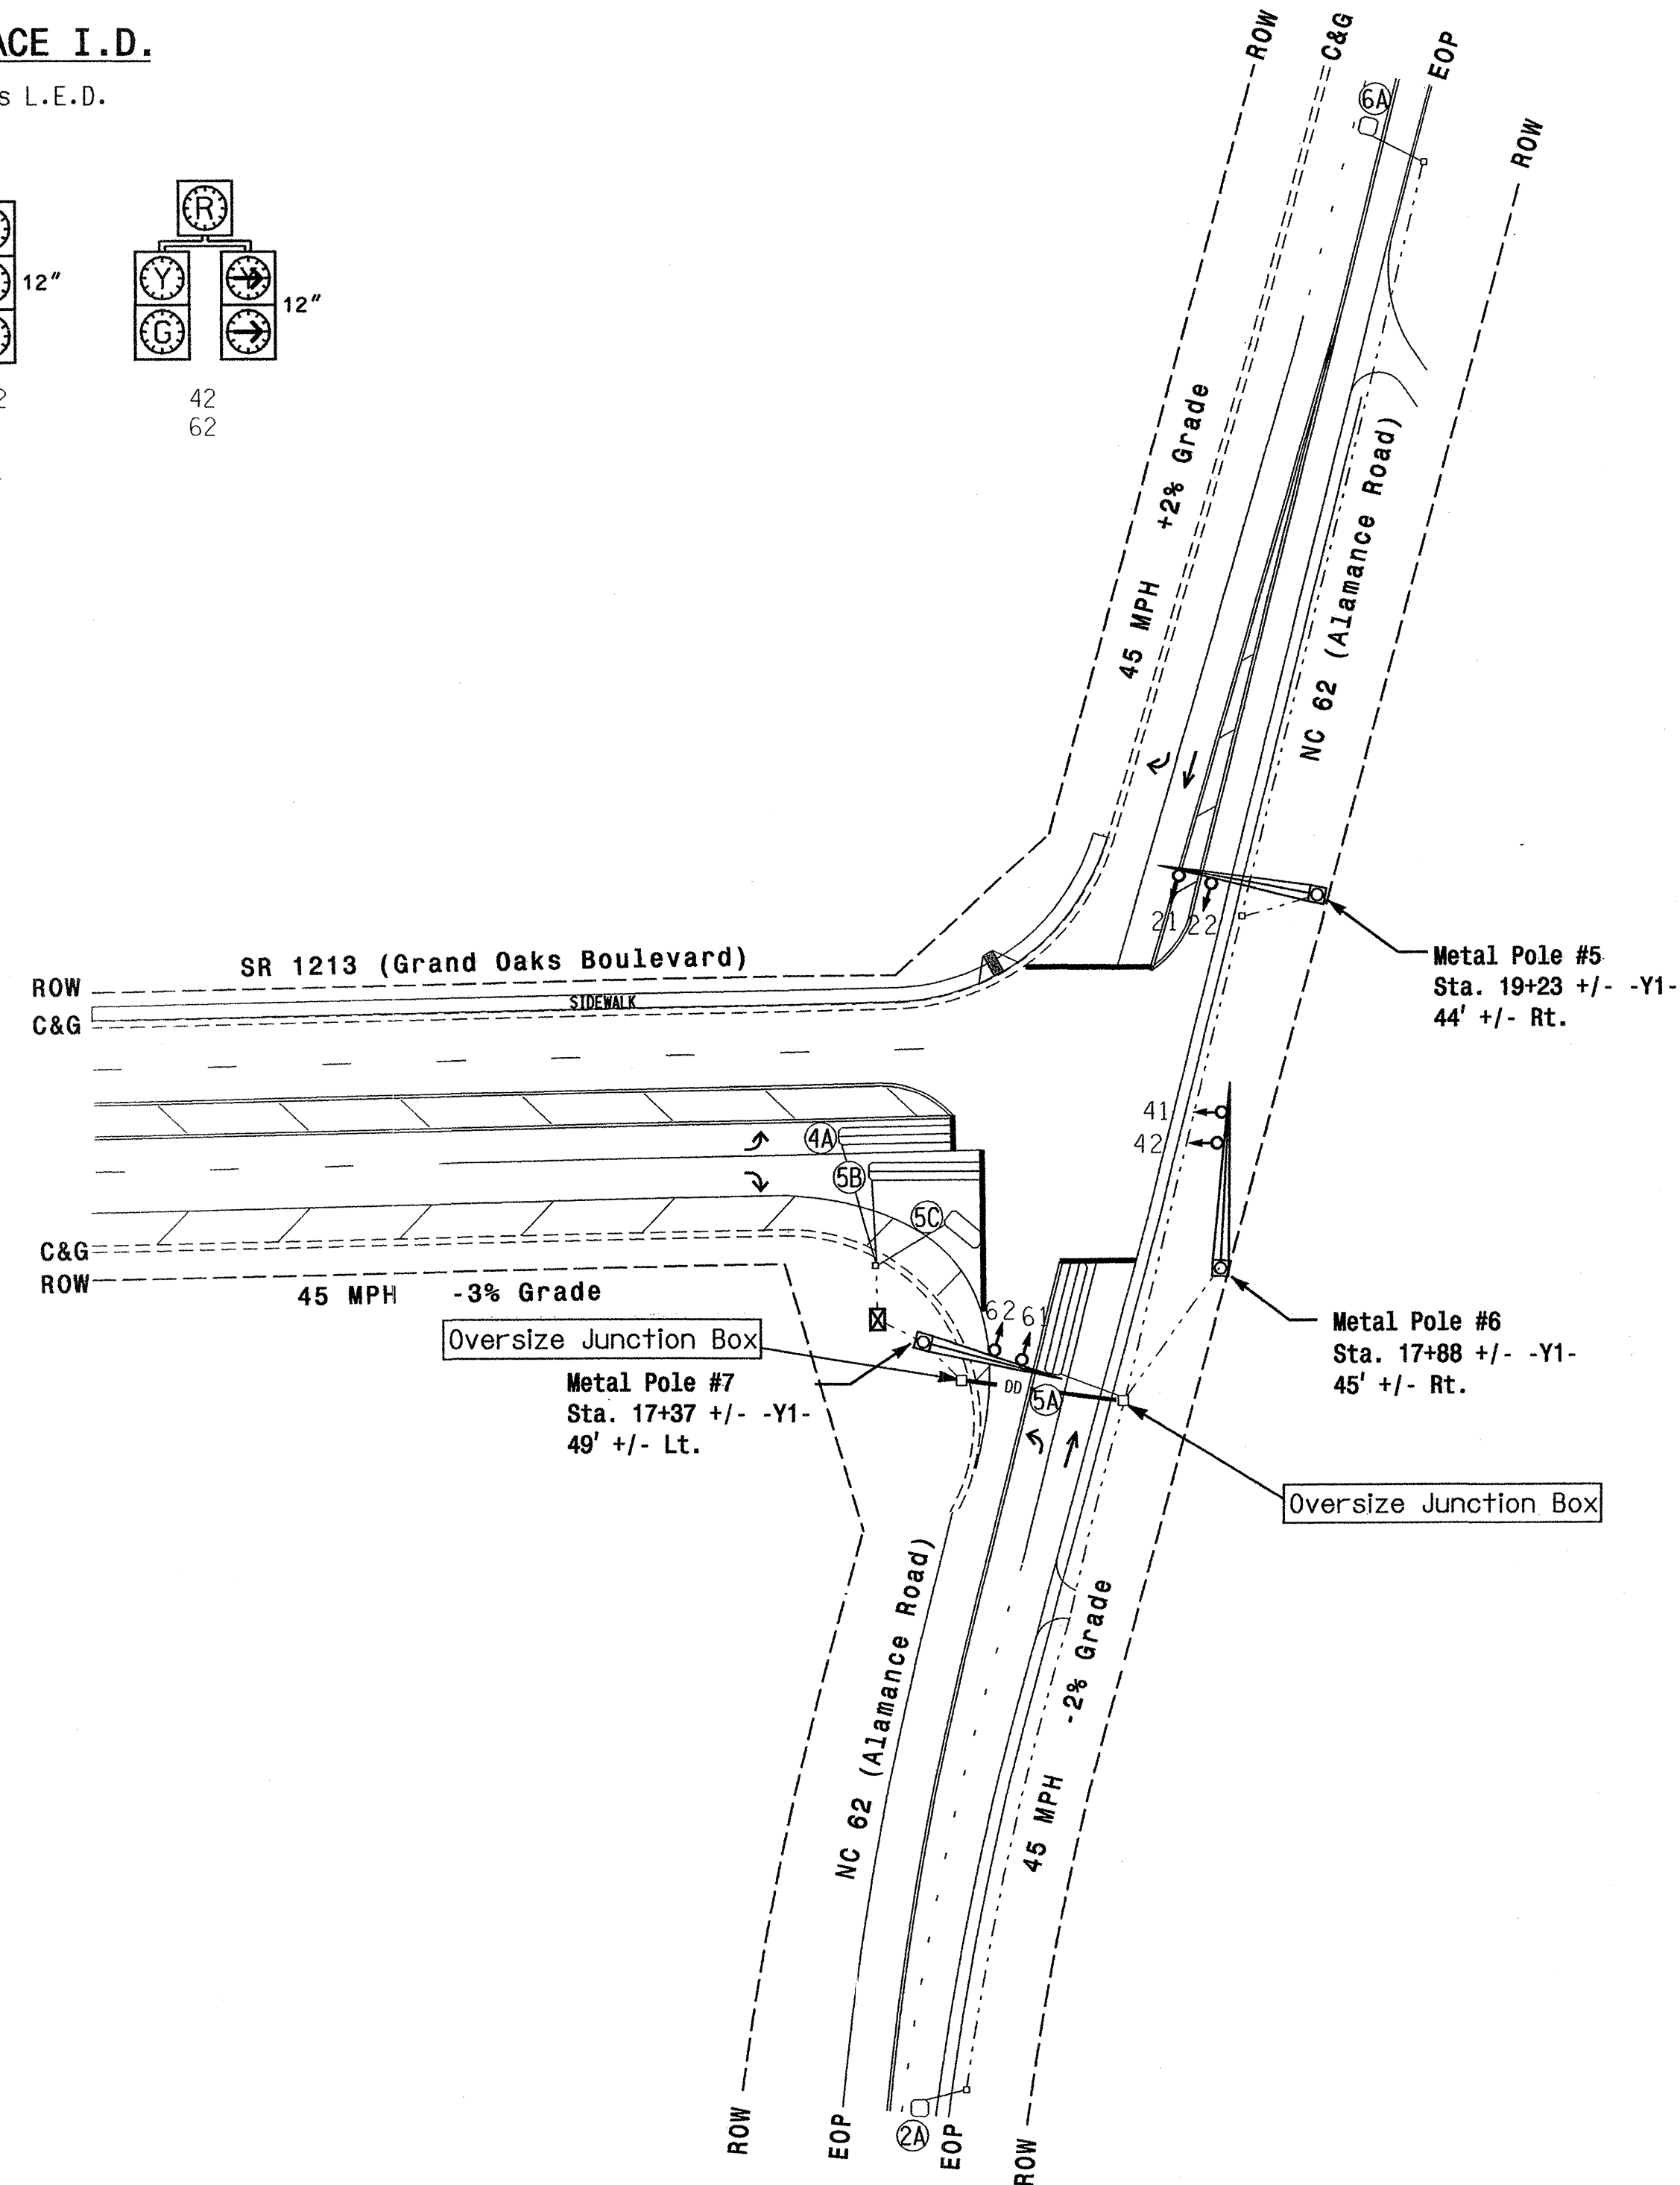 ACE I.D.
s L.E.D.
R
Y
Y
G
12"
12"
2
42
62
ROW
C&G
EOP
ROW
6A
45 MPH +2% Grade
NC 62 (Alamance Road)
21 22
Metal Pole #5
Sta. 19+23 +/- -Y1-
44' +/- Rt.
SR 1213 (Grand Oaks Boulevard)
ROW
SIDEWALK
C&G
41
42
4A
5B
5C
C&G
ROW
45 MPH -3% Grade
62 61
Oversize Junction Box
Metal Pole #6
Sta. 17+88 +/- -Y1-
45' +/- Rt.
Metal Pole #7
Sta. 17+37 +/- -Y1-
49' +/- Lt.
DD
5A
Oversize Junction Box
NC 62 (Alamance Road)
45 MPH -2% Grade
2A
ROW
EOP
EOP
ROW